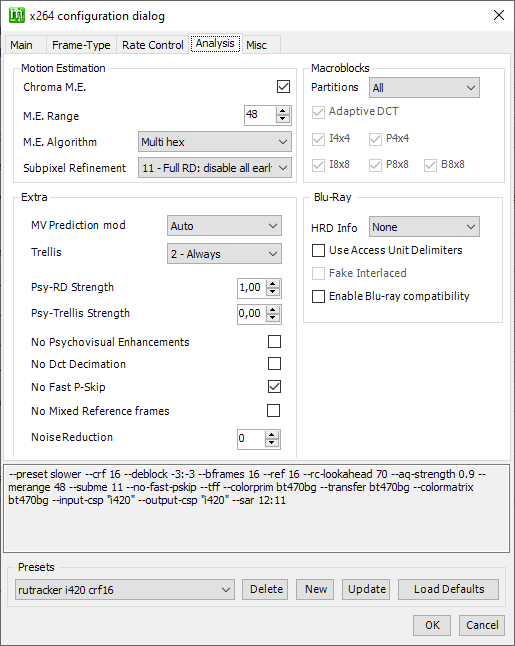 x264 configuration dialog
Main Frame-Type Rate Control Analysis Misc
Motion Estimation
Chroma M.E.
M.E. Range 48
M.E. Algorithm Multi hex
Subpixel Refinement 11 - Full RD: disable all early
Macroblocks
Partitions All
Adaptive DCT
I4x4 P4x4
I8x8 P8x8 B8x8
Extra
MV Prediction mod Auto
Trellis 2 - Always
Psy-RD Strength 1,00
Psy-Trellis Strength 0,00
No Psychovisual Enhancements
No Dct Decimation
No Fast P-Skip
No Mixed Reference frames
Noise Reduction 0
Blu-Ray
HRD Info None
Use Access Unit Delimiters
Fake Interlaced
Enable Blu-ray compatibility
--preset slower --crf 16 --deblock -3:-3 --bframes 16 --ref 16 --rc-lookahead 70 --aq-strength 0.9 --
merange 48 --subme 11 --no-fast-pskip --tff --colorprim bt470bg --transfer bt470bg --colormatrix
bt470bg --input-csp "i420" --output-csp "i420" --sar 12:11
Presets
rutracker i420 crf16 Delete New Update Load Defaults
OK Cancel